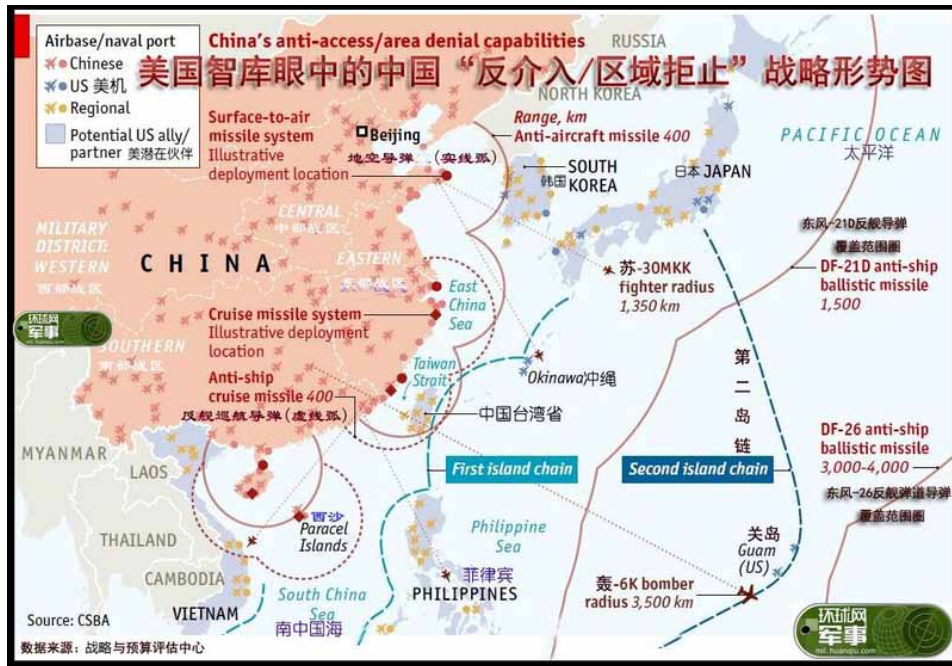 China's anti-access/area denial capabilities
美国智库眼中的中国“反介入/区域拒止”战略形势图
Airbase/naval port
Chinese
US 美机
Regional
Potential US ally/
partner 美潜在伙伴
RUSSIA
NORTH KOREA
Surface-to-air
missile system
Illustrative
deployment location
Beijing
地空导弹 (实线弧)
Range, km
Anti-aircraft missile 400
SOUTH
KOREA
韩国
日本 JAPAN
PACIFIC OCEAN
太平洋
MILITARY
DISTRICT:
WESTERN
西部战区
CENTRAL
中部战区
EASTERN
东部战区
SOUTHERN
南部战区
CHINA
East
China
Sea
苏-30MKK
fighter radius
1,350 km
东风-21D反舰导弹
覆盖范围圈
DF-21D anti-ship
ballistic missile
1,500
环球网
军事
mil.huanqiu.com
Cruise missile system
Illustrative deployment
location
Taiwan
Strait
Okinawa冲绳
Anti-ship
cruise missile 400
反舰巡航导弹(虚线弧)
中国台湾省
第二岛链
First island chain
Second island chain
DF-26 anti-ship
ballistic missile
3,000-4,000
东风-26反舰弹道导弹
覆盖范围圈
MYANMAR
LAOS
THAILAND
CAMBODIA
VIETNAM
西沙
Paracel
Islands
Philippine
Sea
菲律宾
PHILIPPINES
South China
Sea
南中国海
关岛
Guam
(US)
轰-6K bomber
radius 3,500 km
Source: CSBA
数据来源：战略与预算评估中心
环球网
军事
mil.huanqiu.com